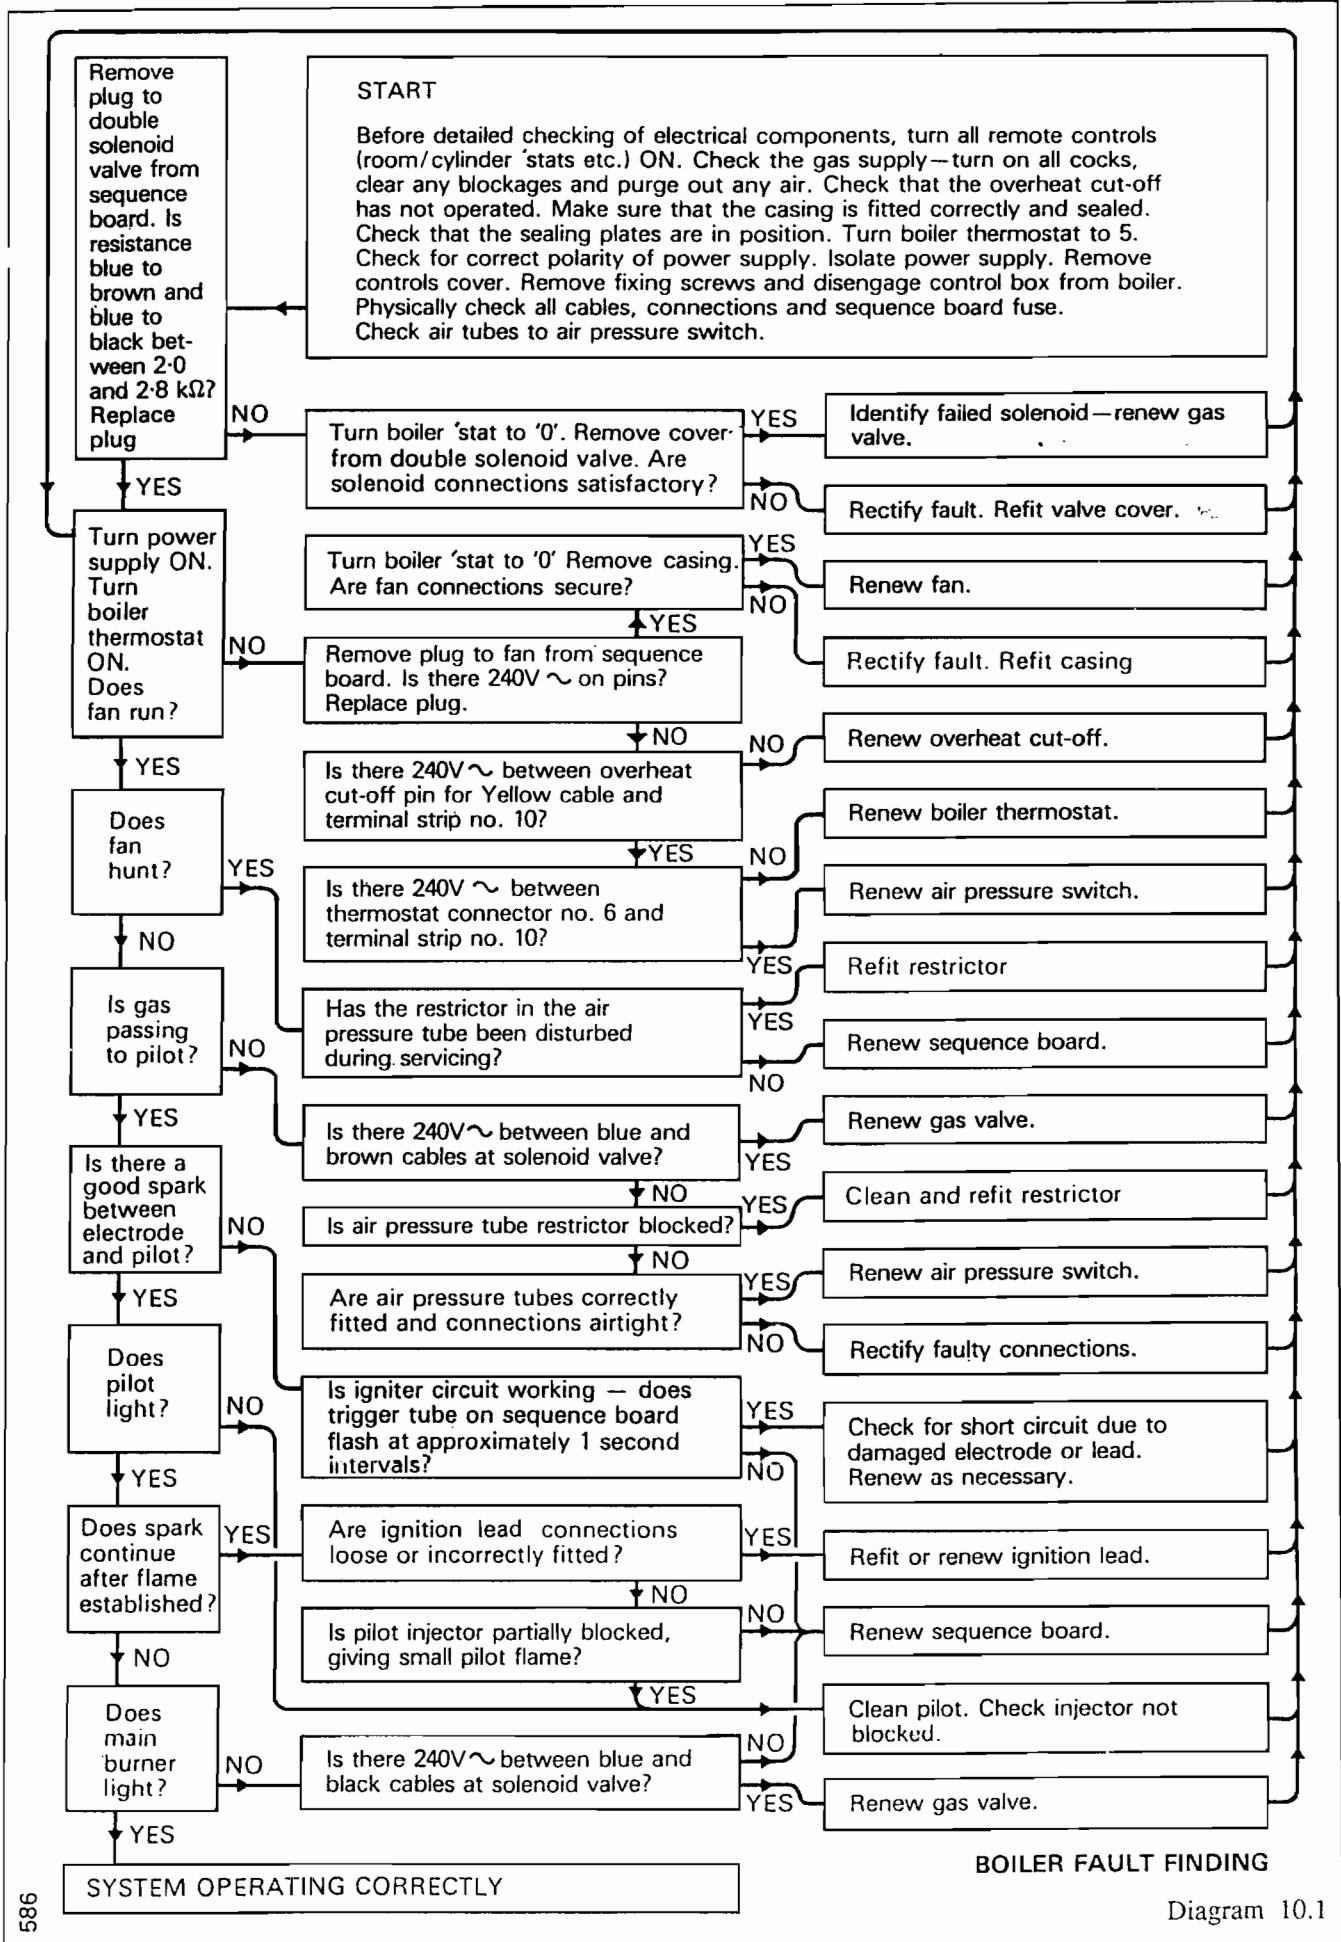 START
Before detailed checking of electrical components, turn all remote controls
(room/cylinder 'stats etc.) ON. Check the gas supply—turn on all cocks,
clear any blockages and purge out any air. Check that the overheat cut-off
has not operated. Make sure that the casing is fitted correctly and sealed.
Check that the sealing plates are in position. Turn boiler thermostat to 5.
Check for correct polarity of power supply. Isolate power supply. Remove
controls cover. Remove fixing screws and disengage control box from boiler.
Physically check all cables, connections and sequence board fuse.
Check air tubes to air pressure switch.
Remove
plug to
double
solenoid
valve from
sequence
board. Is
resistance
blue to
brown and
blue to
black bet-
ween 2·0
and 2·8 kΩ?
Replace
plug
NO
YES
Turn boiler 'stat to '0'. Remove cover
from double solenoid valve. Are
solenoid connections satisfactory?
YES
NO
Identify failed solenoid—renew gas
valve.
Rectify fault. Refit valve cover.
Turn power
supply ON.
Turn
boiler
thermostat
ON.
Does
fan run?
NO
YES
Turn boiler 'stat to '0' Remove casing.
Are fan connections secure?
YES
NO
Renew fan.
Rectify fault. Refit casing
YES
Remove plug to fan from sequence
board. Is there 240V ~ on pins?
Replace plug.
NO
Is there 240V ~ between overheat
cut-off pin for Yellow cable and
terminal strip no. 10?
NO
YES
Renew overheat cut-off.
Is there 240V ~ between
thermostat connector no. 6 and
terminal strip no. 10?
NO
YES
Renew boiler thermostat.
Renew air pressure switch.
Does
fan
hunt?
YES
NO
Has the restrictor in the air
pressure tube been disturbed
during servicing?
YES
NO
Refit restrictor
Renew sequence board.
Is gas
passing
to pilot?
NO
YES
Is there 240V ~ between blue and
brown cables at solenoid valve?
YES
NO
Renew gas valve.
Is air pressure tube restrictor blocked?
YES
NO
Clean and refit restrictor
Are air pressure tubes correctly
fitted and connections airtight?
YES
NO
Renew air pressure switch.
Rectify faulty connections.
Is there a
good spark
between
electrode
and pilot?
NO
YES
Is igniter circuit working — does
trigger tube on sequence board
flash at approximately 1 second
intervals?
YES
NO
Check for short circuit due to
damaged electrode or lead.
Renew as necessary.
Does
pilot
light?
NO
YES
Does spark
continue
after flame
established?
YES
NO
Are ignition lead connections
loose or incorrectly fitted?
YES
NO
Refit or renew ignition lead.
Is pilot injector partially blocked,
giving small pilot flame?
NO
YES
Renew sequence board.
Clean pilot. Check injector not
blocked.
Does
main
burner
light?
NO
YES
Is there 240V ~ between blue and
black cables at solenoid valve?
NO
YES
Renew gas valve.
SYSTEM OPERATING CORRECTLY
BOILER FAULT FINDING
Diagram 10.1
586